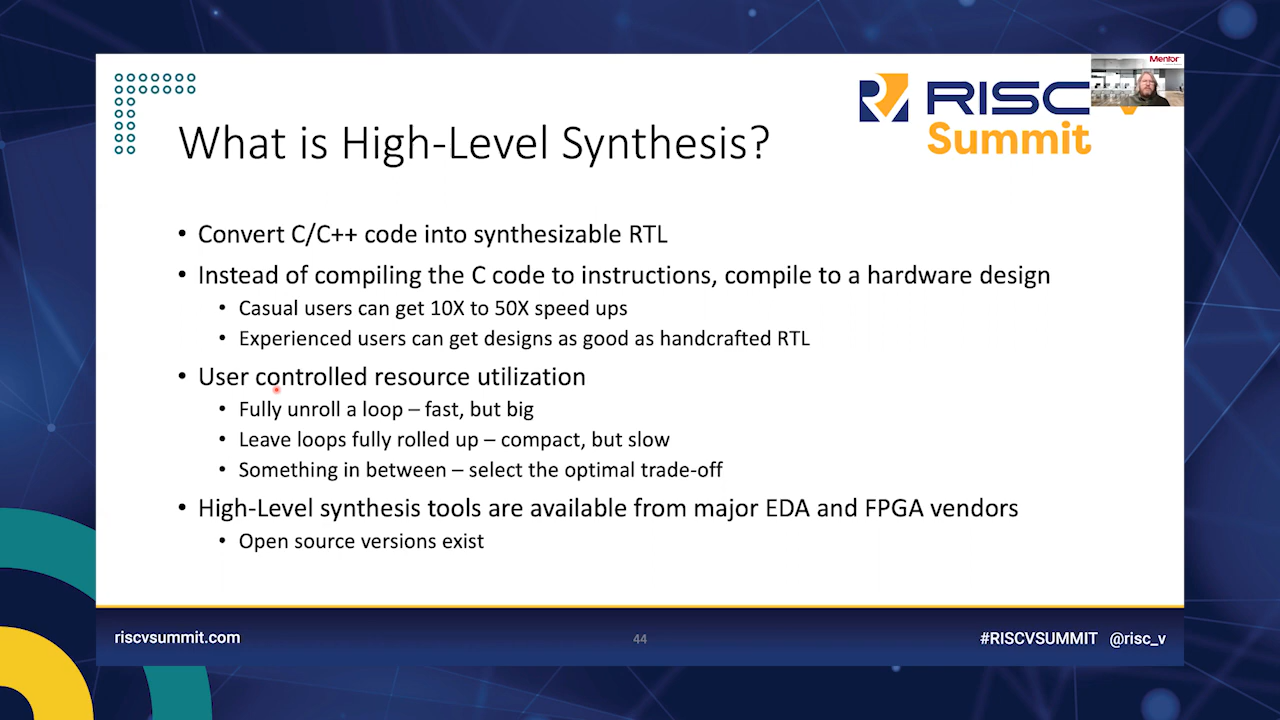 Mentor
RISC
Summit
What is High-Level Synthesis?
• Convert C/C++ code into synthesizable RTL
• Instead of compiling the C code to instructions, compile to a hardware design
• Casual users can get 10X to 50X speed ups
• Experienced users can get designs as good as handcrafted RTL
• User controlled resource utilization
• Fully unroll a loop – fast, but big
• Leave loops fully rolled up – compact, but slow
• Something in between – select the optimal trade-off
• High-Level synthesis tools are available from major EDA and FPGA vendors
• Open source versions exist
riscvsummit.com
44
#RISCVSUMMIT @risc_v